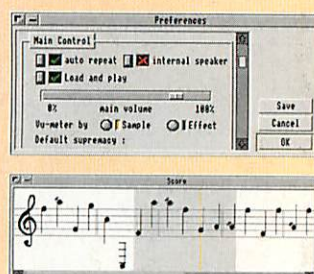 Preferences
Main Control
auto repeat internal speaker
Load and play
0% main volume 100%
Vu-meter by Sample Effect
Default supremacy :
Save
Cancel
OK
Score